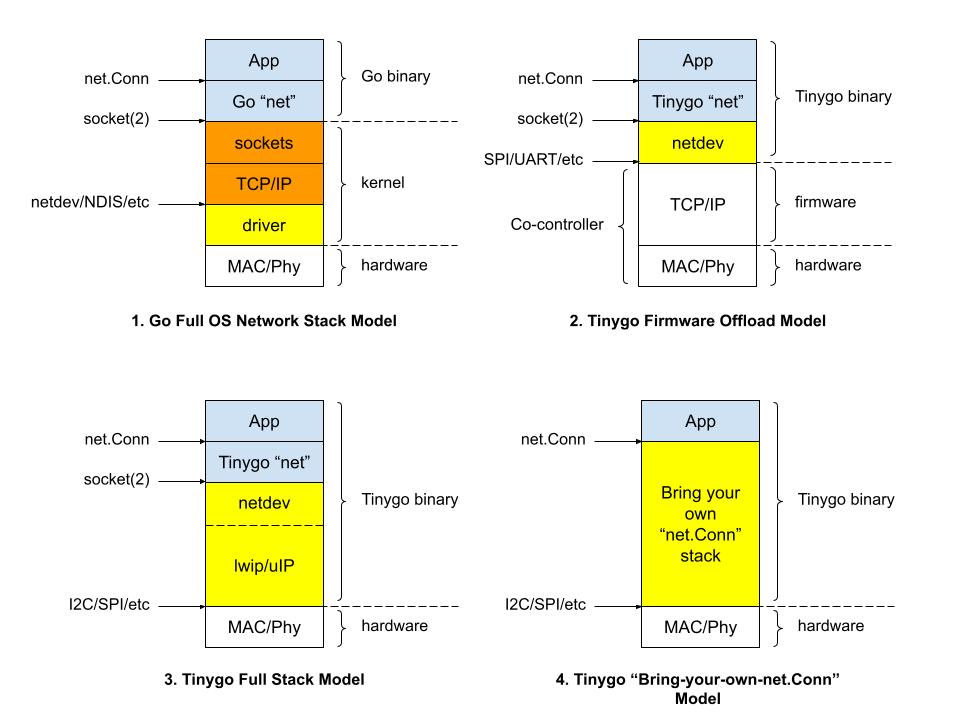 App
net.Conn
Go binary
Go “net”
socket(2)
sockets
TCP/IP
kernel
netdev/NDIS/etc
driver
MAC/Phy
hardware
1. Go Full OS Network Stack Model
App
net.Conn
Tinygo binary
Tinygo “net”
socket(2)
netdev
SPI/UART/etc
TCP/IP
firmware
Co-controller
MAC/Phy
hardware
2. Tinygo Firmware Offload Model
App
net.Conn
Tinygo “net”
socket(2)
netdev
Tinygo binary
lwip/uIP
I2C/SPI/etc
MAC/Phy
hardware
3. Tinygo Full Stack Model
App
net.Conn
Bring your
own
“net.Conn”
stack
Tinygo binary
I2C/SPI/etc
MAC/Phy
hardware
4. Tinygo “Bring-your-own-net.Conn”
Model